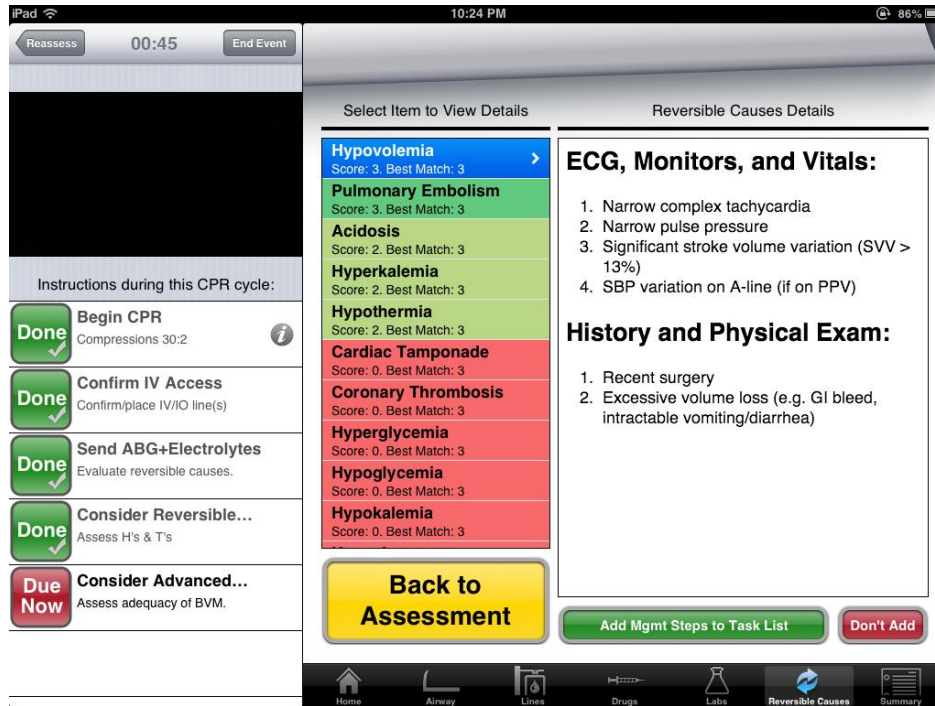 iPad
10:24 PM
86%
Reassess
00:45
End Event
Instructions during this CPR cycle:
Done
Begin CPR
Compressions 30:2
i
Done
Confirm IV Access
Confirm/place IV/IO line(s)
Done
Send ABG+Electrolytes
Evaluate reversible causes.
Done
Consider Reversible...
Assess H's & T's
Due
Now
Consider Advanced...
Assess adequacy of BVM.
Select Item to View Details
Hypovolemia
Score: 3. Best Match: 3
Pulmonary Embolism
Score: 3. Best Match: 3
Acidosis
Score: 2. Best Match: 3
Hyperkalemia
Score: 2. Best Match: 3
Hypothermia
Score: 2. Best Match: 3
Cardiac Tamponade
Score: 0. Best Match: 3
Coronary Thrombosis
Score: 0. Best Match: 3
Hyperglycemia
Score: 0. Best Match: 3
Hypoglycemia
Score: 0. Best Match: 3
Hypokalemia
Score: 0. Best Match: 3
Back to
Assessment
Reversible Causes Details
ECG, Monitors, and Vitals:
1. Narrow complex tachycardia
2. Narrow pulse pressure
3. Significant stroke volume variation (SVV >
13%)
4. SBP variation on A-line (if on PPV)
History and Physical Exam:
1. Recent surgery
2. Excessive volume loss (e.g. GI bleed,
intractable vomiting/diarrhea)
Add Mgmt Steps to Task List
Don't Add
Home
Airway
Lines
Drugs
Labs
Reversible Causes
Summary